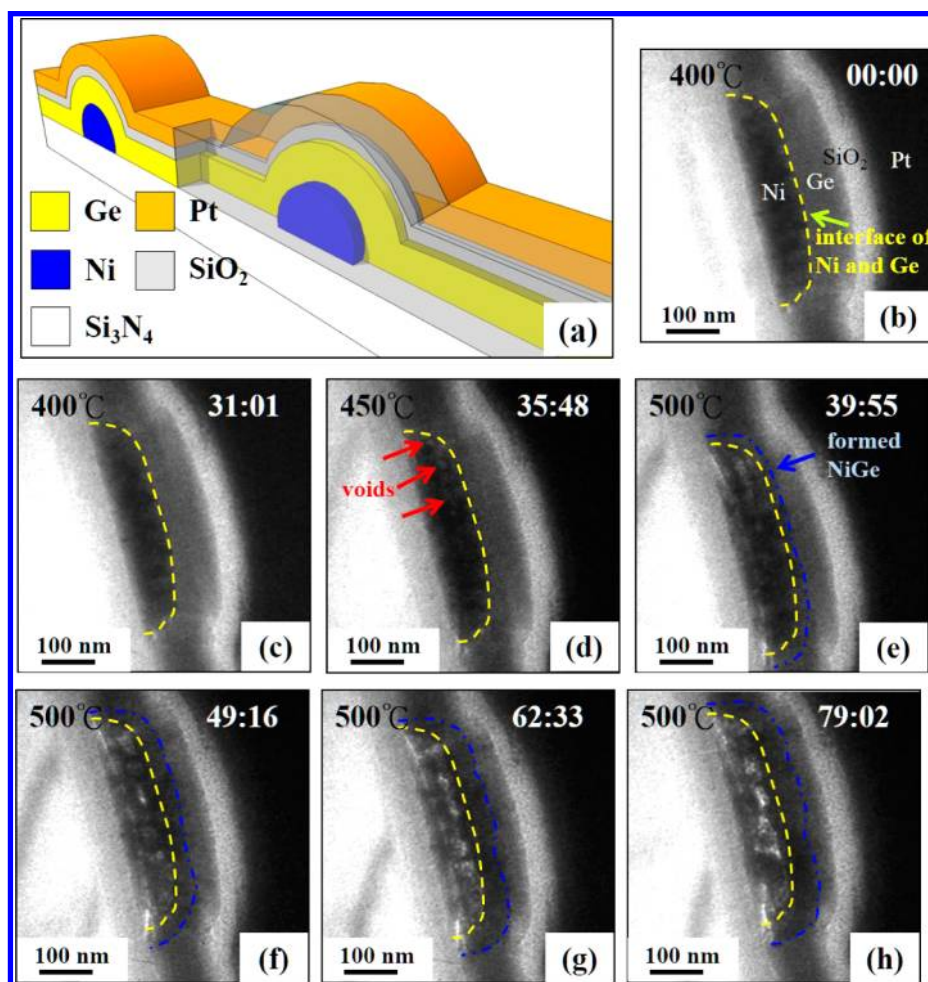 Ge
Pt
Ni
SiO₂
Si₃N₄
(a)
400℃
00:00
Ni
Ge
SiO₂
Pt
interface of
Ni and Ge
100 nm
(b)
400℃
31:01
100 nm
(c)
450℃
35:48
voids
100 nm
(d)
500℃
39:55
formed
NiGe
100 nm
(e)
500℃
49:16
100 nm
(f)
500℃
62:33
100 nm
(g)
500℃
79:02
100 nm
(h)